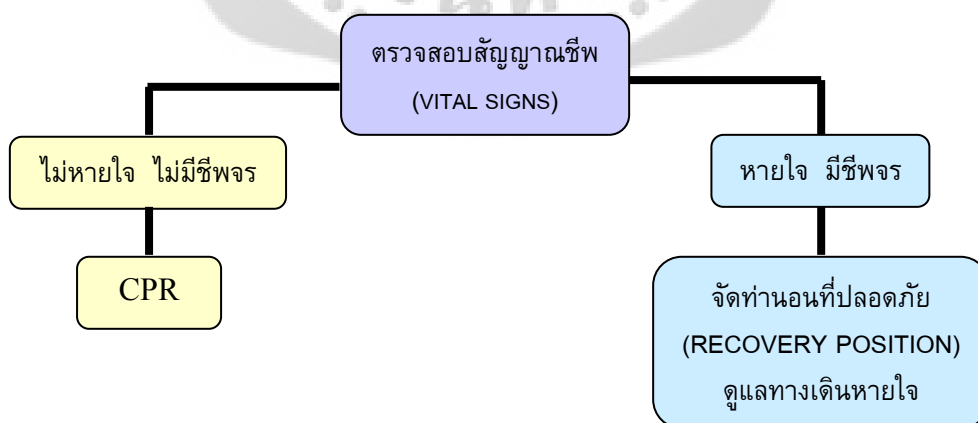 ตรวจสอบสัญญาณชีพ
(VITAL SIGNS)
ไม่หายใจ ไม่มีชีพจร
หายใจ มีชีพจร
CPR
จัดท่านอนที่ปลอดภัย
(RECOVERY POSITION)
ดูแลทางเดินหายใจ